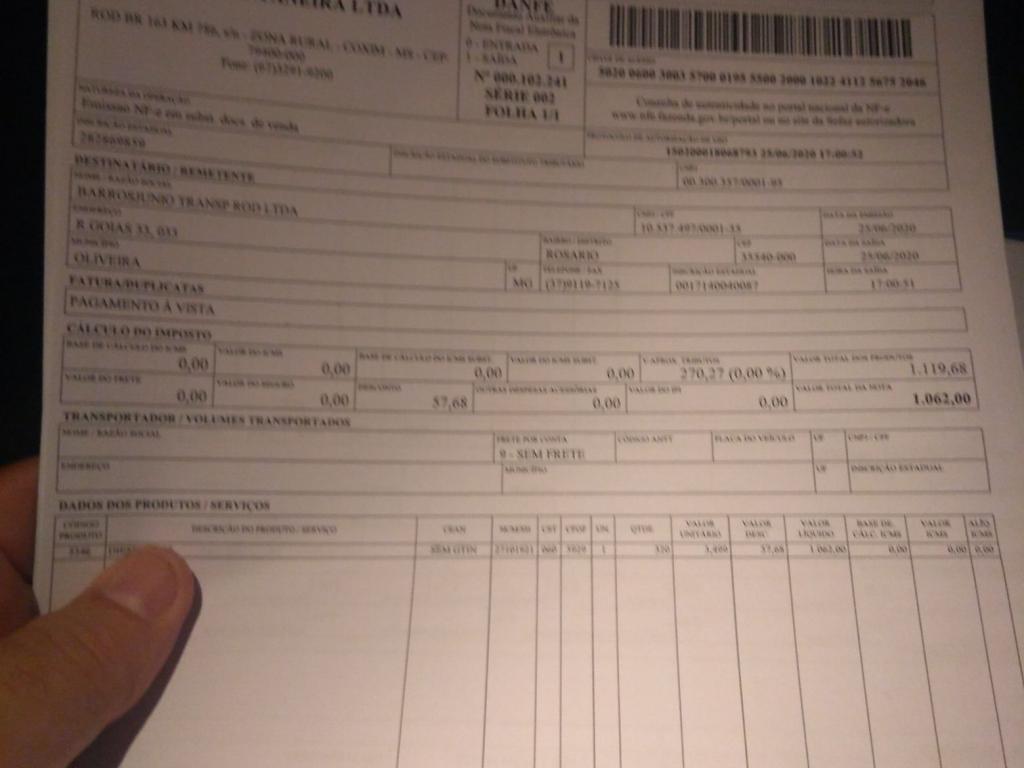 LTDA
ROD BR 163 KM 786, s/n - ZONA RURAL - COXIM - MS - CEP:
79400-000
Fone: (67)3291-6200
DANFE
Documento Auxiliar da
Nota Fiscal Eletrônica
0 - ENTRADA
1 - SAÍDA
1
Nº 000.102.241
SÉRIE 002
FOLHA 1/1
CHAVE DE ACESSO
5020 0600 3003 5700 0195 5500 2000 1022 4112 5675 2046
Consulta de autenticidade no portal nacional da NF-e
www.nfe.fazenda.gov.br/portal ou no site da Sefaz autorizadora
NATUREZA DA OPERAÇÃO
Emissao NF-e em subst. docs. de venda
PROTOCOLO DE AUTORIZAÇÃO DE USO
25/06/2020 17:00:52
INSCRIÇÃO ESTADUAL
INSCRIÇÃO ESTADUAL DO SUBSTITUTO TRIBUTÁRIO
CNPJ
00.300.357/0001-95
DESTINATÁRIO / REMETENTE
NOME / RAZÃO SOCIAL
BARROSJUNIO TRANSP ROD LTDA
CNPJ / CPF
10.537.497/0001-35
DATA DA EMISSÃO
25/06/2020
ENDEREÇO
R GOIAS 33, 033
BAIRRO / DISTRITO
ROSARIO
CEP
35540-000
DATA DA SAÍDA
25/06/2020
MUNICÍPIO
OLIVEIRA
UF
MG
TELEFONE / FAX
(37)9119-7125
INSCRIÇÃO ESTADUAL
0017140040087
HORA DA SAÍDA
17:00:51
FATURA/DUPLICATAS
PAGAMENTO À VISTA
CÁLCULO DO IMPOSTO
BASE DE CÁLCULO DO ICMS
0,00
VALOR DO ICMS
0,00
BASE DE CÁLCULO DO ICMS SUBST.
0,00
VALOR DO ICMS SUBST.
0,00
V.APROX. TRIBUTOS
270,27 (0,00 %)
VALOR TOTAL DOS PRODUTOS
1.119,68
VALOR DO FRETE
0,00
VALOR DO SEGURO
0,00
DESCONTO
57,68
OUTRAS DESPESAS ACESSÓRIAS
0,00
VALOR DO IPI
0,00
VALOR TOTAL DA NOTA
1.062,00
TRANSPORTADOR / VOLUMES TRANSPORTADOS
NOME / RAZÃO SOCIAL
FRETE POR CONTA
9 - SEM FRETE
CÓDIGO ANTT
PLACA DO VEÍCULO
UF
CNPJ / CPF
ENDEREÇO
MUNICÍPIO
UF
INSCRIÇÃO ESTADUAL
DADOS DOS PRODUTOS / SERVIÇOS
CÓDIGO PRODUTO DESCRIÇÃO DO PRODUTO / SERVIÇO CEAN NCM/SH CST CFOP UN QTDE VALOR UNITÁRIO VALOR DESC. VALOR LÍQUIDO BASE DE CÁLC. ICMS VALOR ICMS ALÍQ. ICMS
SEM GTIN 060 1 320 3,499 57,68 1.062,00 0,00 0,00 0,00